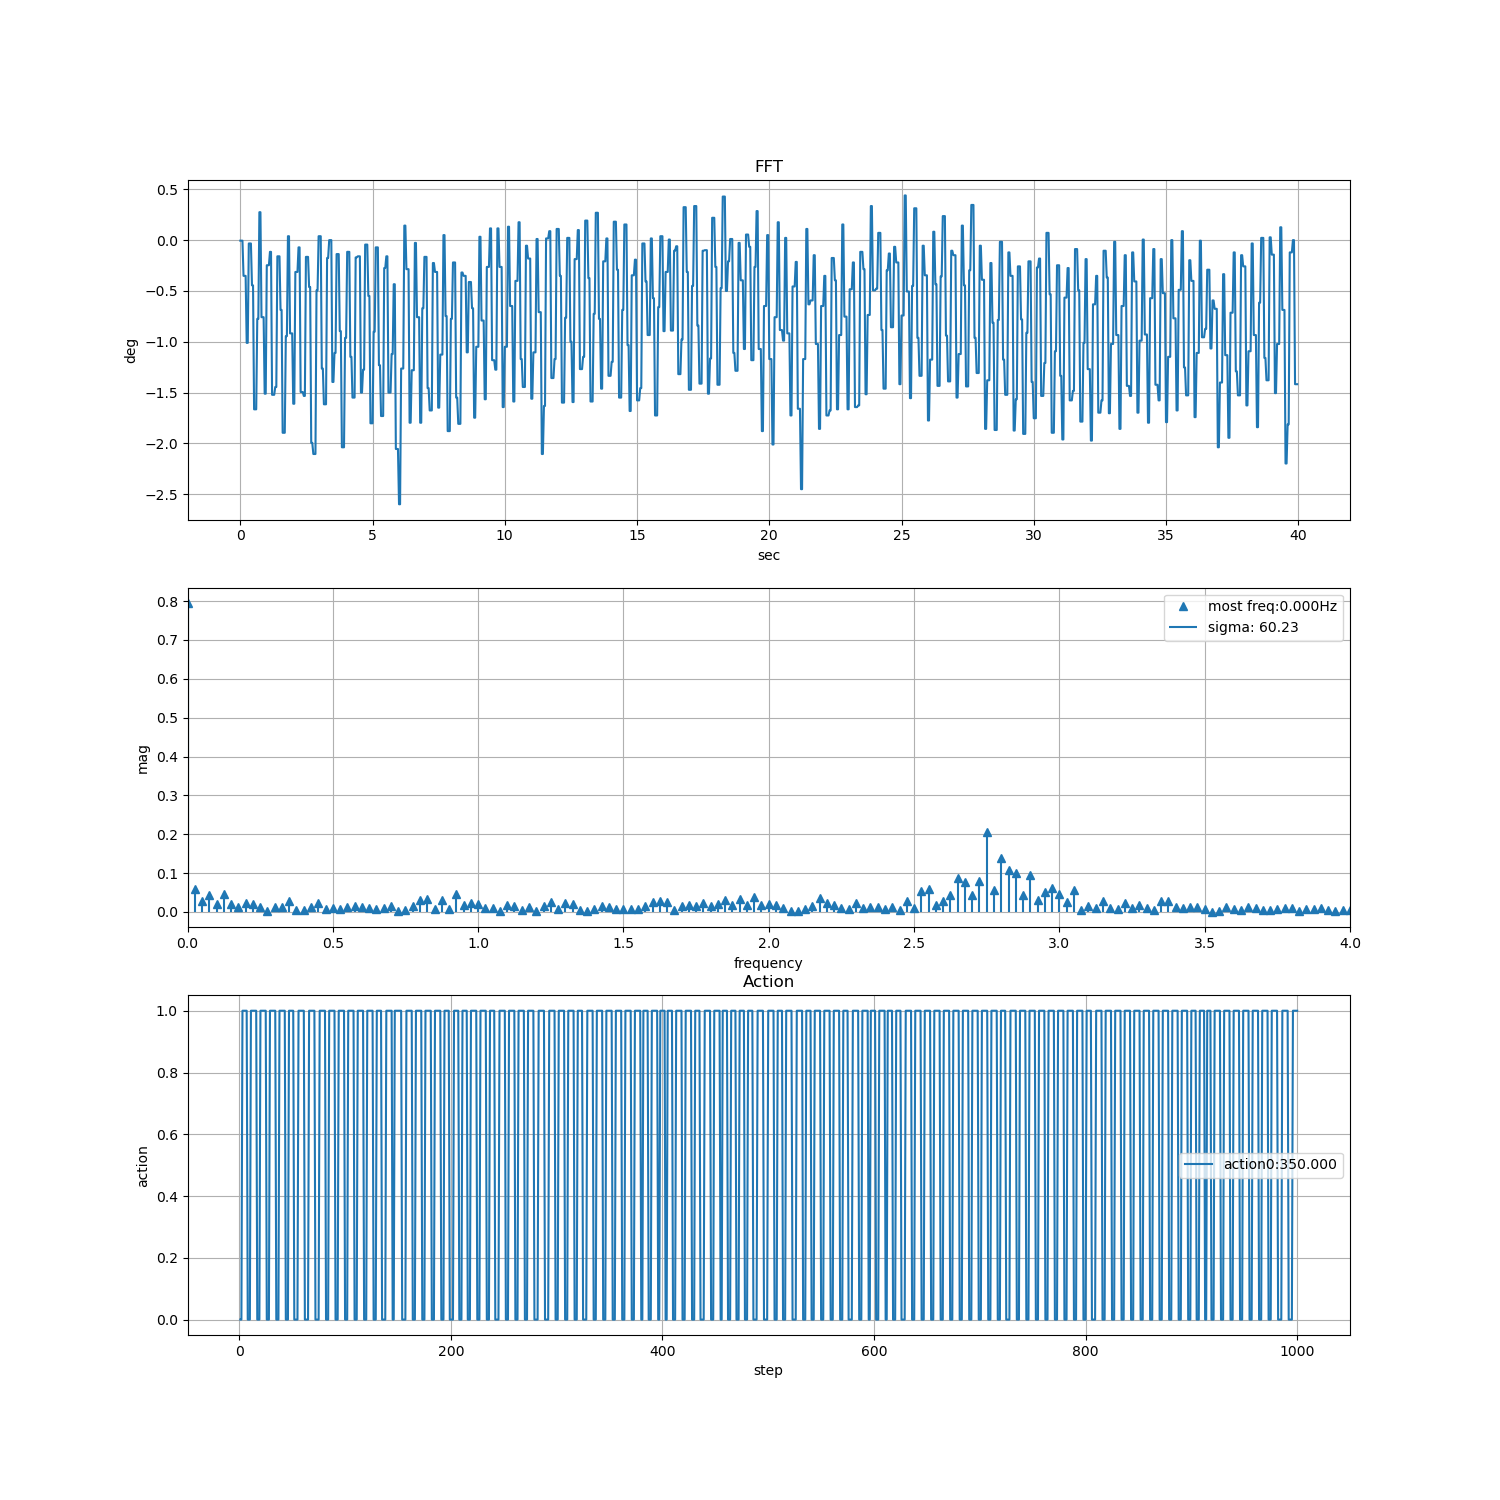 FFT
0.5
0.0
−0.5
−1.0
−1.5
−2.0
−2.5
deg
0 5 10 15 20 25 30 35 40
sec
0.8
0.7
0.6
0.5
0.4
0.3
0.2
0.1
0.0
mag
most freq:0.000Hz
sigma: 60.23
0.0 0.5 1.0 1.5 2.0 2.5 3.0 3.5 4.0
frequency
Action
1.0
0.8
0.6
0.4
0.2
0.0
action
action0:350.000
0 200 400 600 800 1000
step